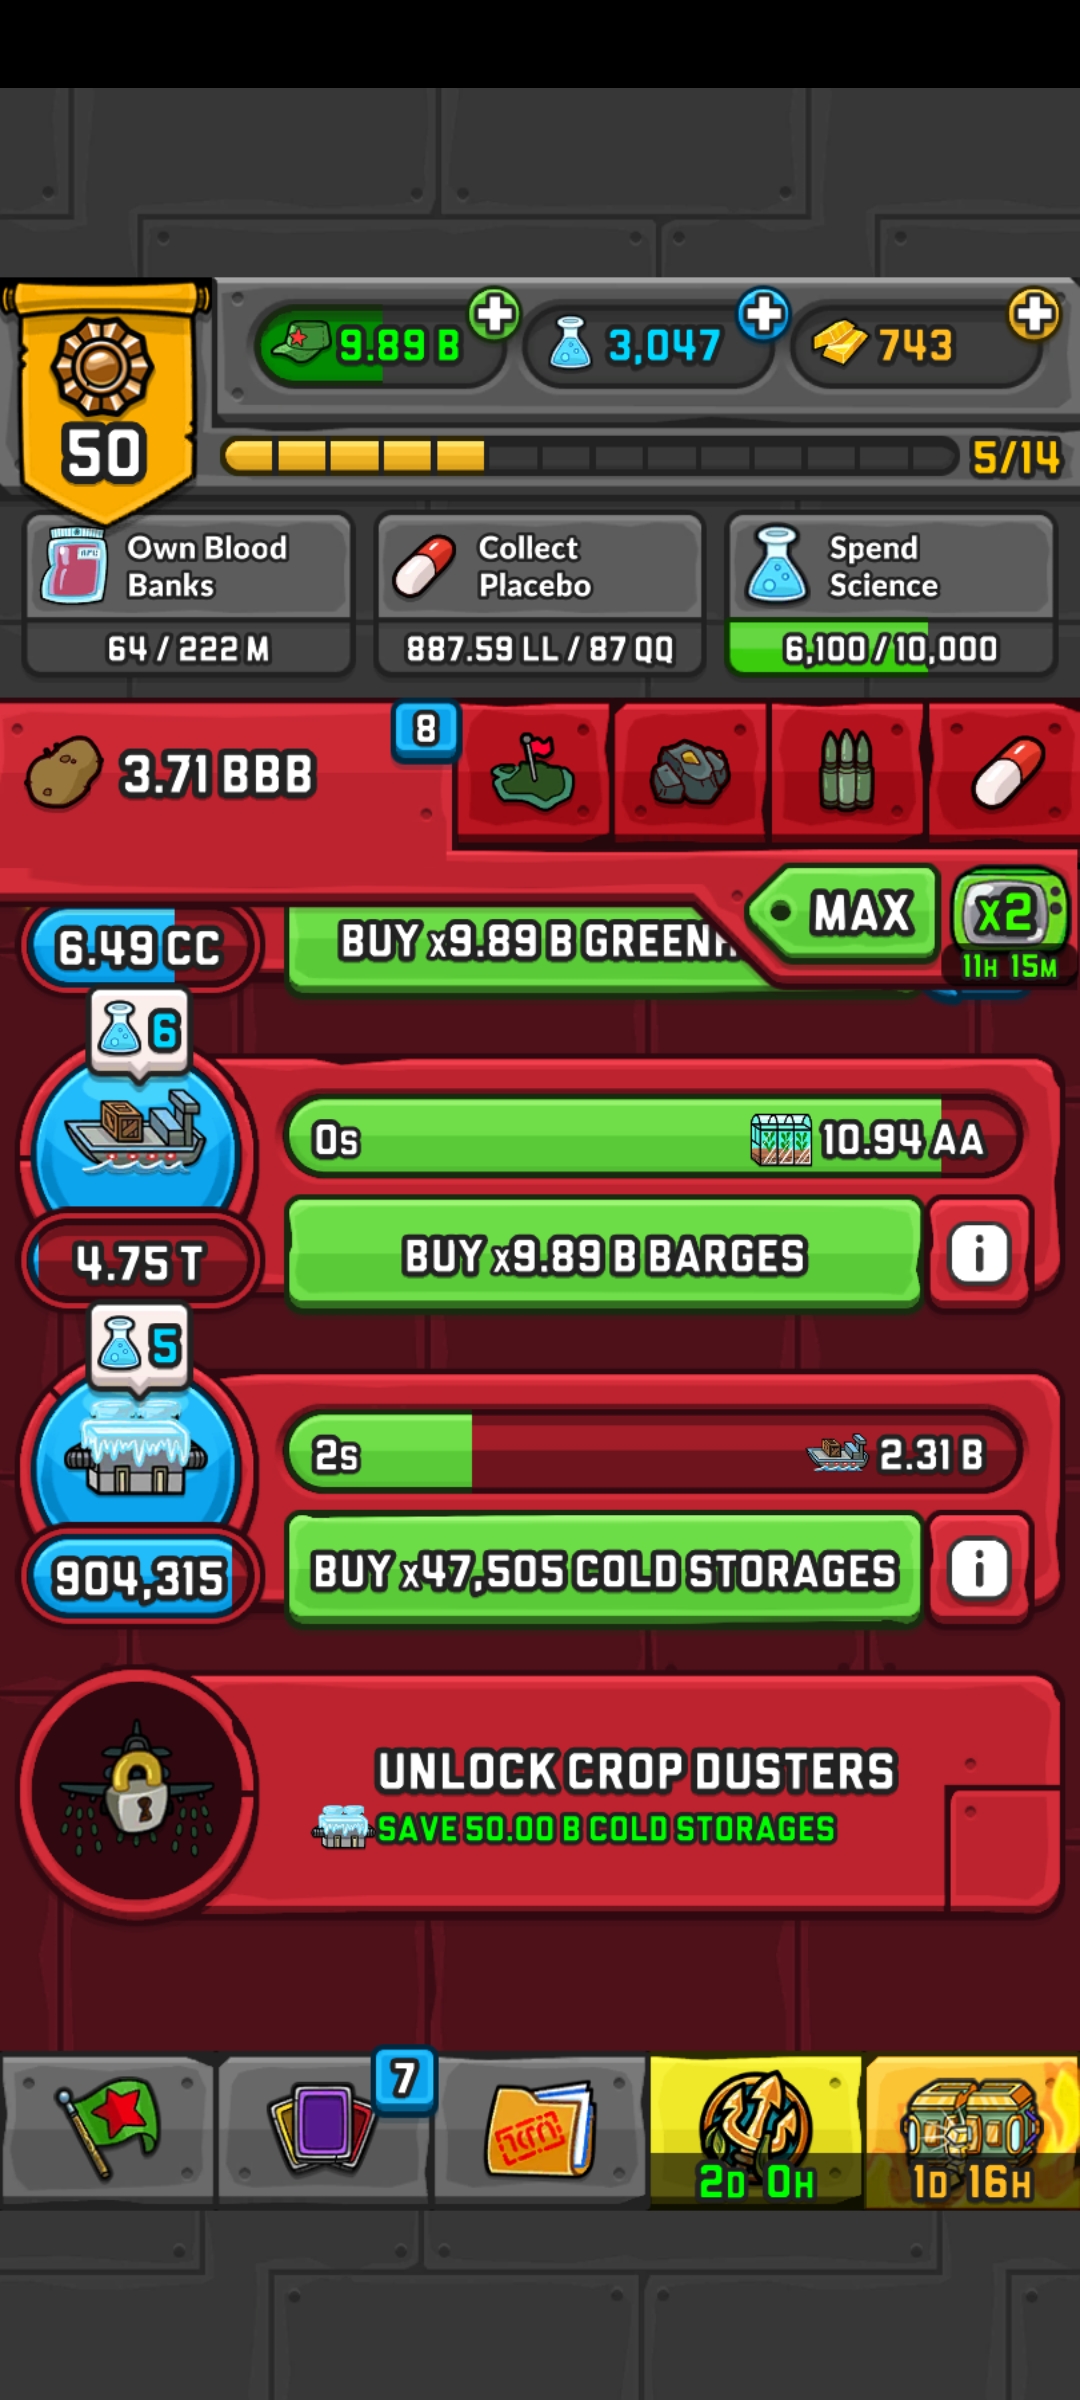 9.89 B
3,047
743
50
5/14
Own Blood
Banks
64 / 222 M
Collect
Placebo
887.59 LL / 87 QQ
Spend
Science
6,100 / 10,000
3.71 BBB
8
MAX
x2
11H 15M
6.49 CC
BUY x9.89 B GREENH
6
0s
10.94 AA
4.75 T
BUY x9.89 B BARGES
i
5
2s
2.31 B
904,315
BUY x47,505 COLD STORAGES
i
UNLOCK CROP DUSTERS
SAVE 50.00 B COLD STORAGES
7
2D 0H
1D 16H